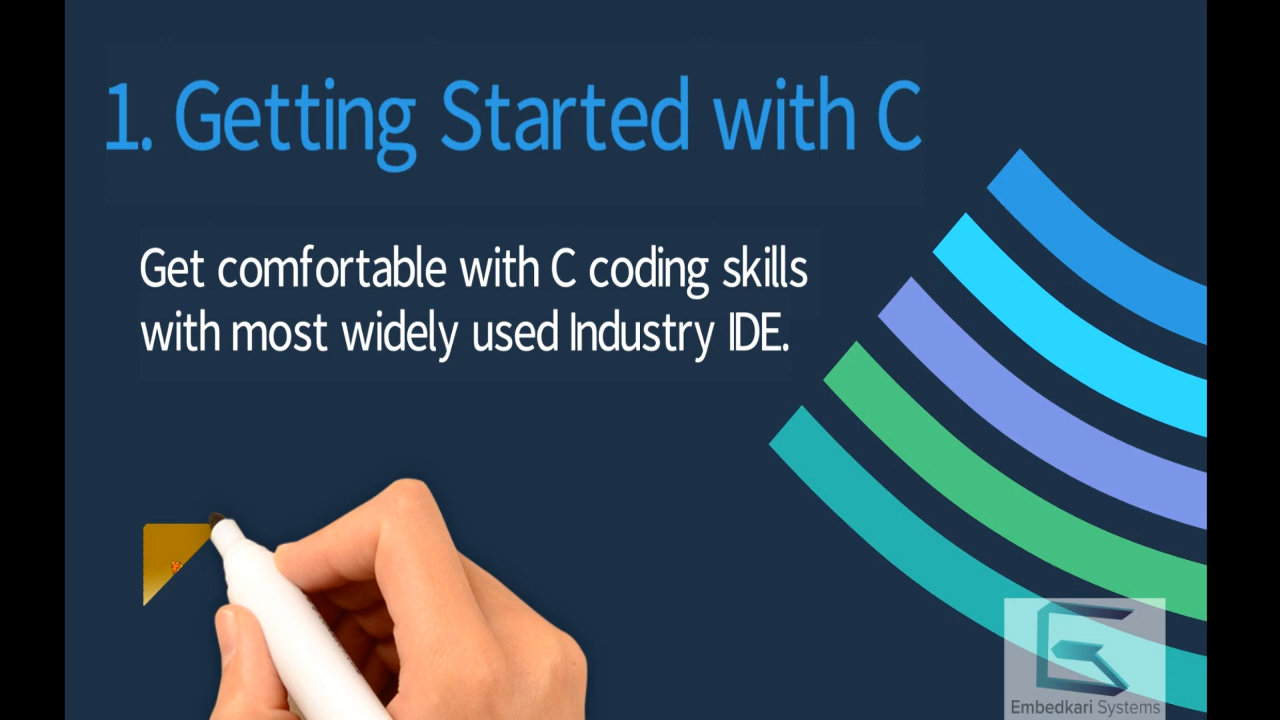 1. Getting Started with C
Get comfortable with C coding skills
with most widely used Industry IDE.
Embedkari Systems